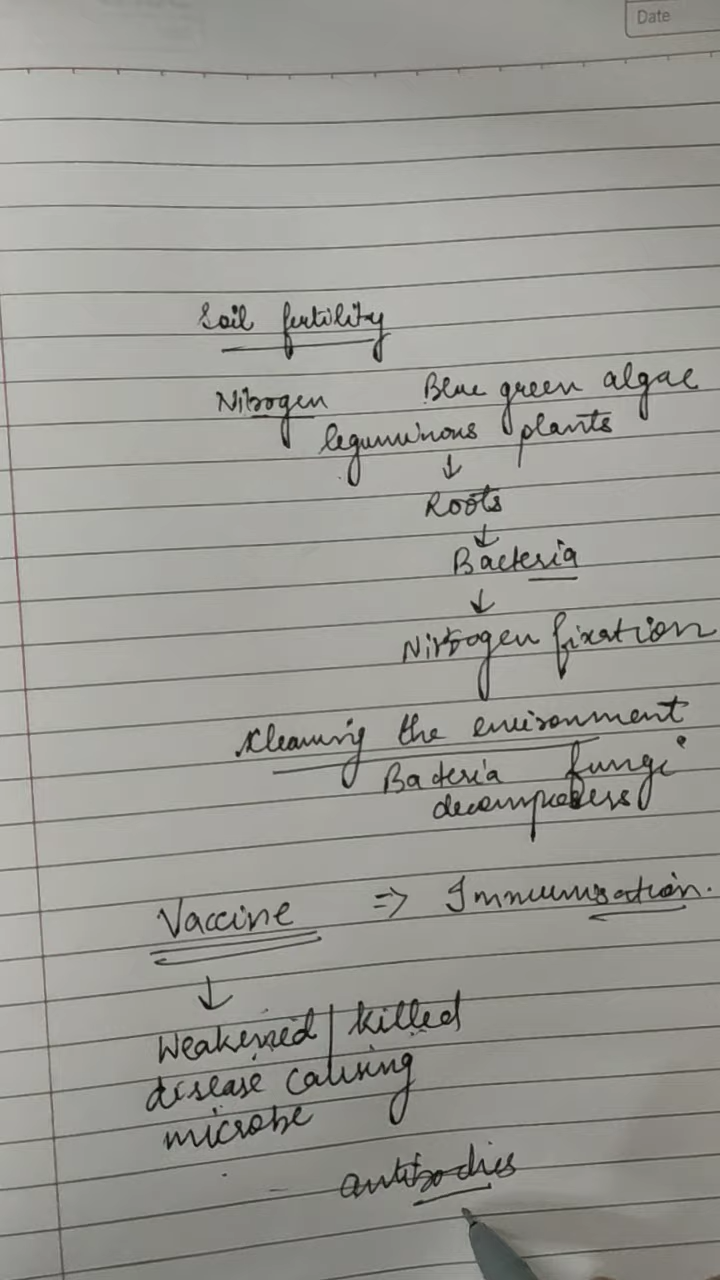 Date
Soil fertility
Nitrogen Blue green algae
leguminous plants
↓
Roots
↓
Bacteria
↓
Nitrogen fixation
Cleaning the environment
Bacteria fungi
decomposers
Vaccine ⇒ Immunisation.
↓
Weakened | killed
disease causing
microbe
- antibodies